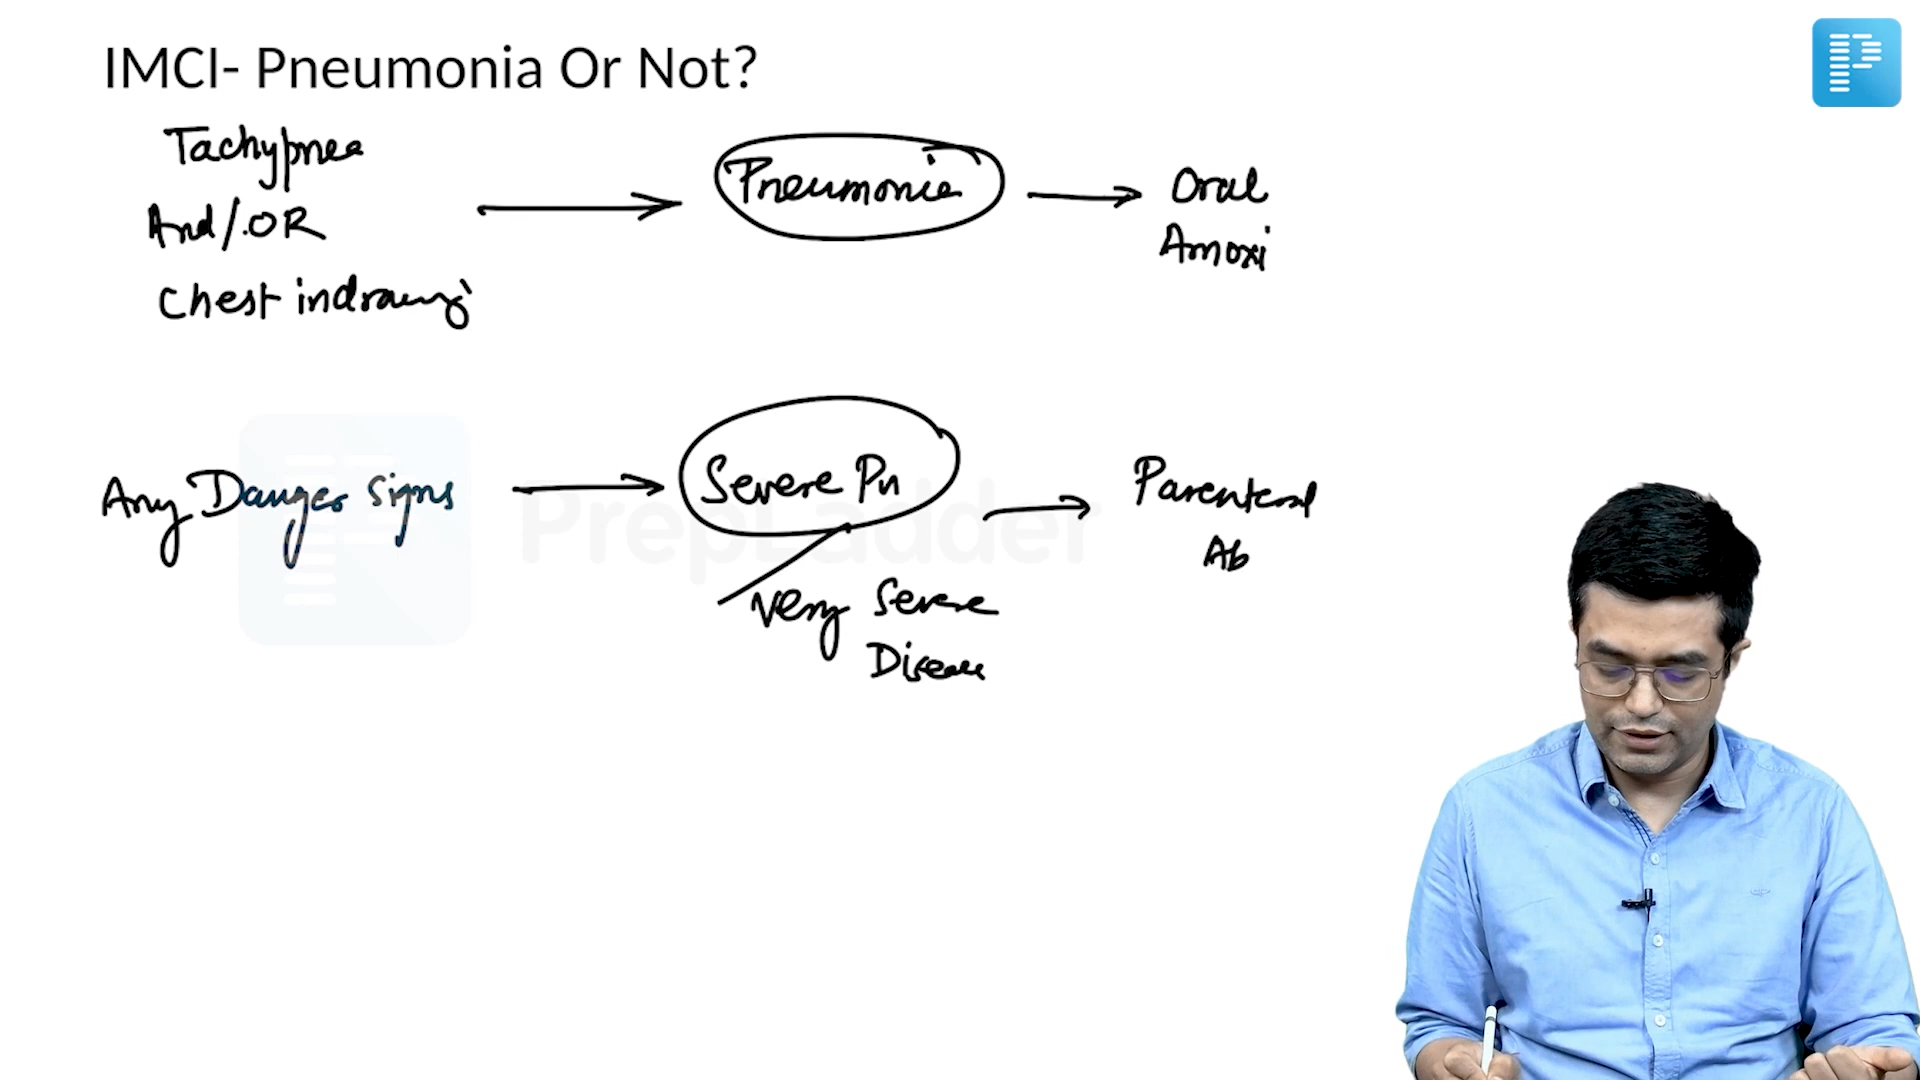 IMCI- Pneumonia Or Not?
Tachypnea
And/.OR
Chest indrawing
Pneumonia
Oral
Amoxi
Any Danger Signs
Severe Pn
Very Severe
Disease
Parenteral
Ab
PrepLadder